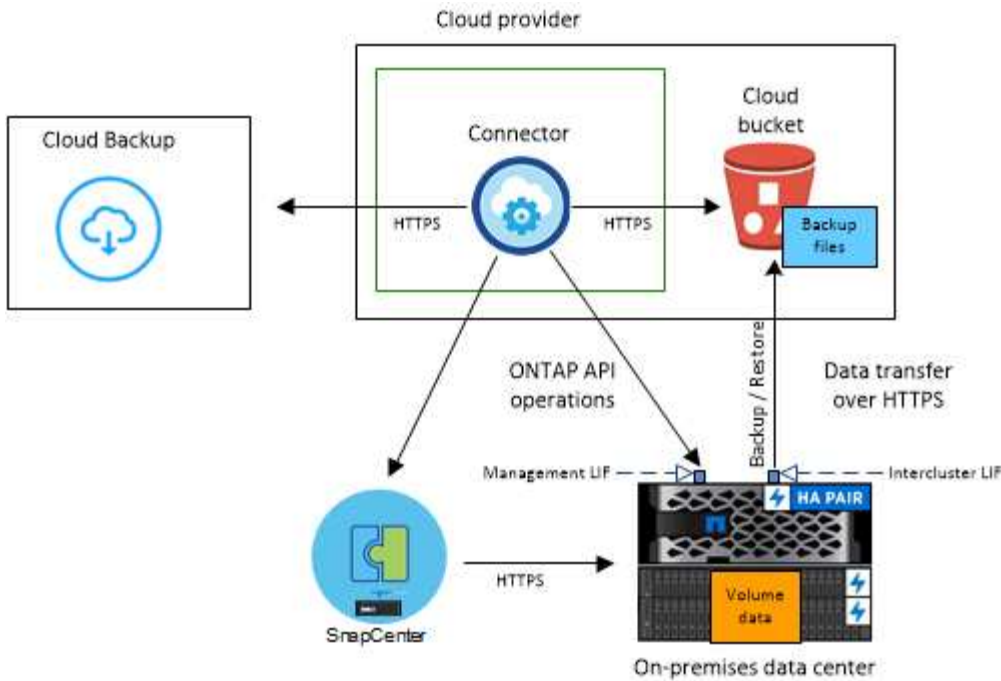 Cloud provider
Cloud Backup
Connector
Cloud
bucket
HTTPS
HTTPS
Backup
files
ONTAP API
operations
Backup / Restore
Data transfer
over HTTPS
Management LIF
Intercluster LIF
HA PAIR
HTTPS
Volume
data
SnapCenter
On-premises data center